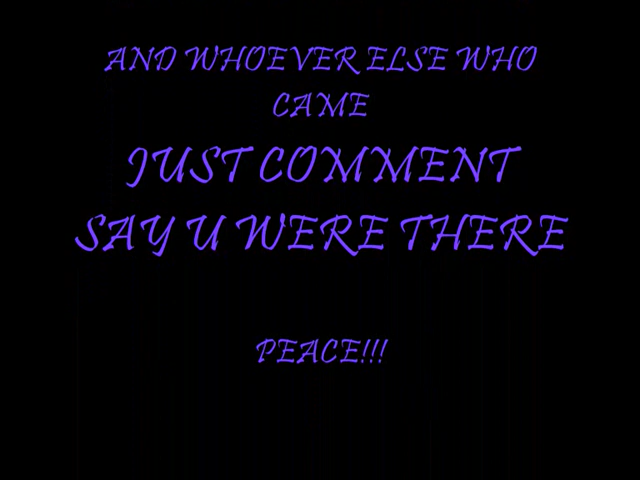 AND WHOEVER ELSE WHO
CAME
JUST COMMENT
SAY U WERE THERE
PEACE!!!